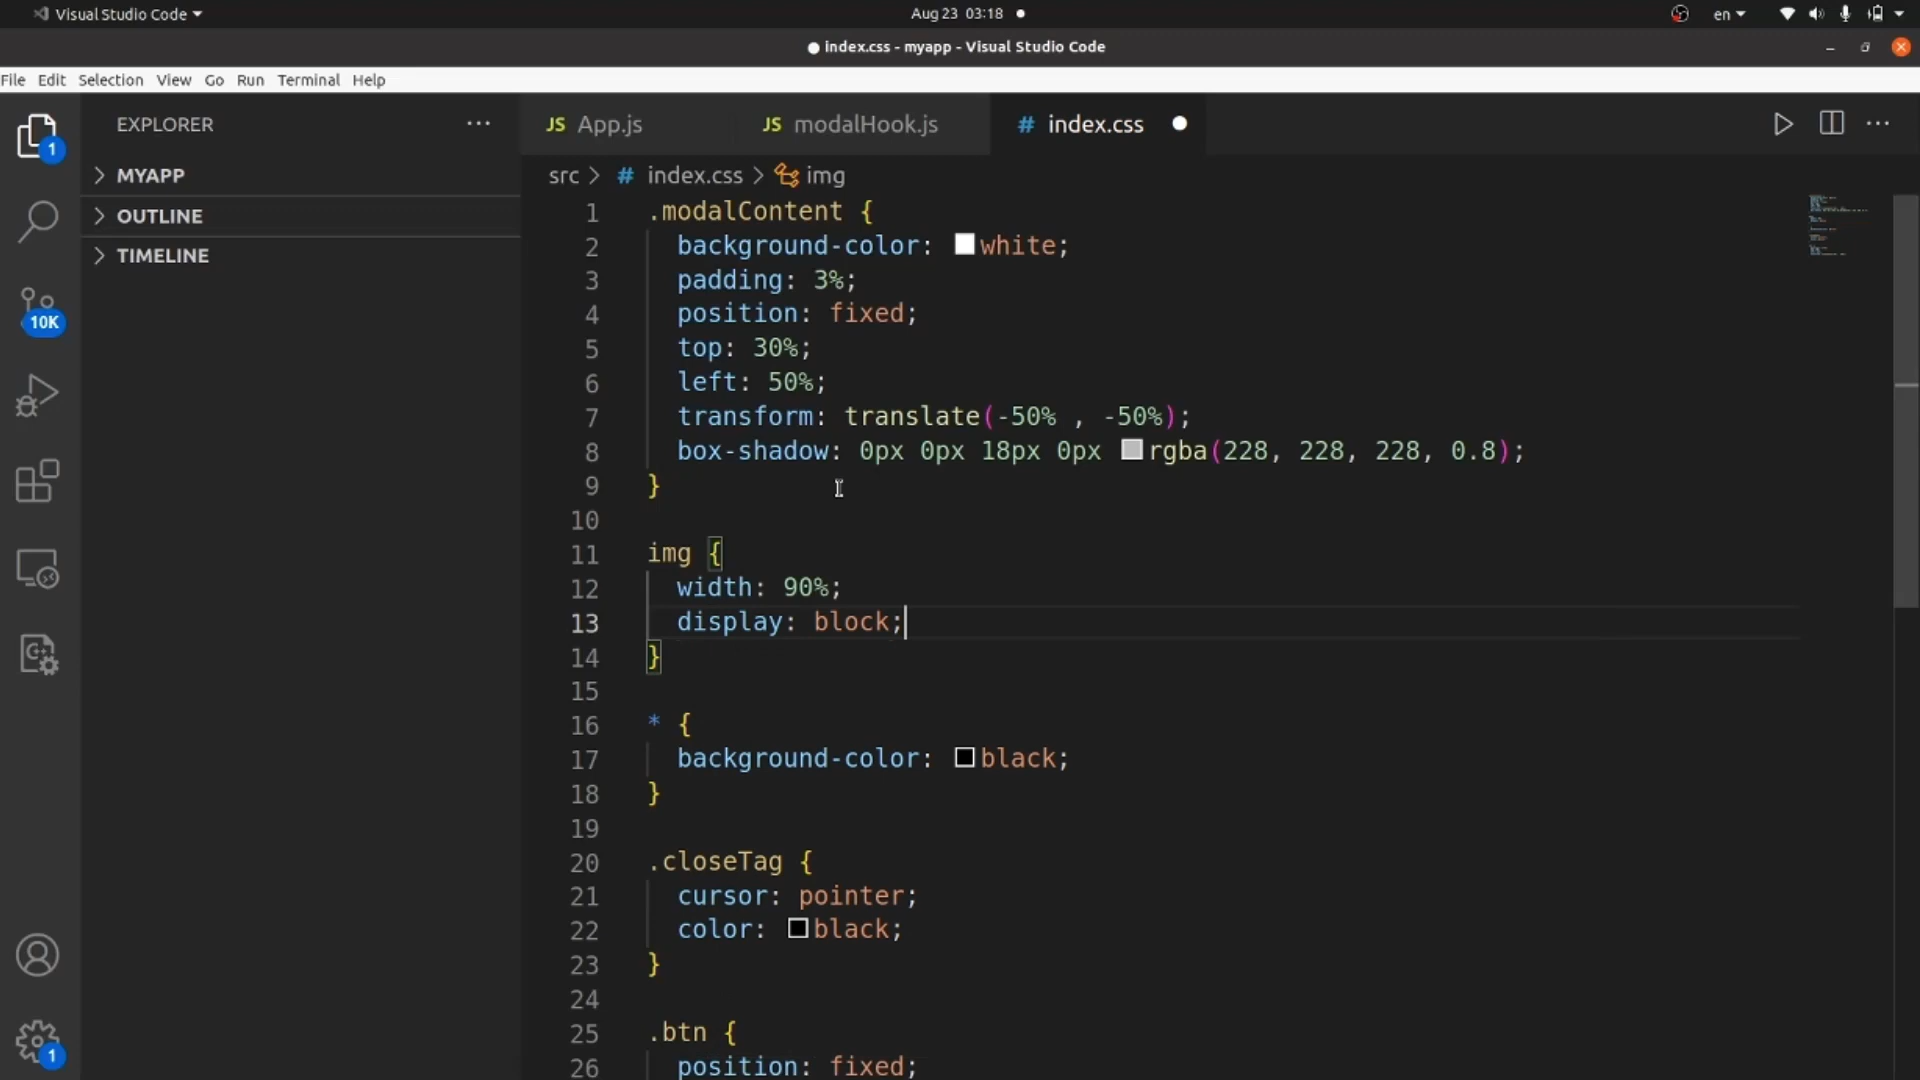 Visual Studio Code
Aug 23 03:18
en
index.css - myapp - Visual Studio Code
File Edit Selection View Go Run Terminal Help
1
EXPLORER
MYAPP
OUTLINE
TIMELINE
10K
1
JS App.js
JS modalHook.js
# index.css
src > # index.css > img
1 .modalContent {
2 background-color: white;
3 padding: 3%;
4 position: fixed;
5 top: 30%;
6 left: 50%;
7 transform: translate(-50% , -50%);
8 box-shadow: 0px 0px 18px 0px rgba(228, 228, 228, 0.8);
9 }
10
11 img {
12 width: 90%;
13 display: block;
14 }
15
16 * {
17 background-color: black;
18 }
19
20 .closeTag {
21 cursor: pointer;
22 color: black;
23 }
24
25 .btn {
26 position: fixed;